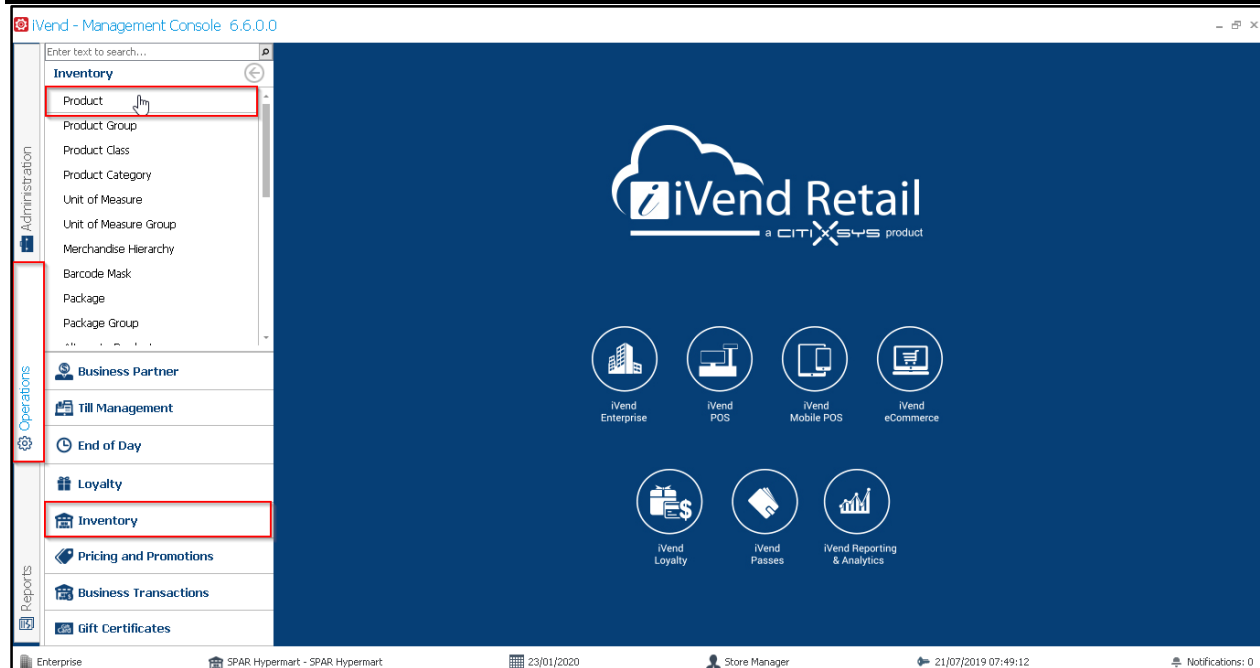 iVend - Management Console 6.6.0.0
Enter text to search...
Inventory
Product
Product Group
Product Class
Product Category
Unit of Measure
Unit of Measure Group
Merchandise Hierarchy
Barcode Mask
Package
Package Group
Administration
Operations
Reports
Business Partner
Till Management
End of Day
Loyalty
Inventory
Pricing and Promotions
Business Transactions
Gift Certificates
i iVend Retail
a CITIXSYS product
iVend
Enterprise
iVend
POS
iVend
Mobile POS
iVend
eCommerce
iVend
Loyalty
iVend
Passes
iVend Reporting
& Analytics
Enterprise
SPAR Hypermart - SPAR Hypermart
23/01/2020
Store Manager
21/07/2019 07:49:12
Notifications: 0